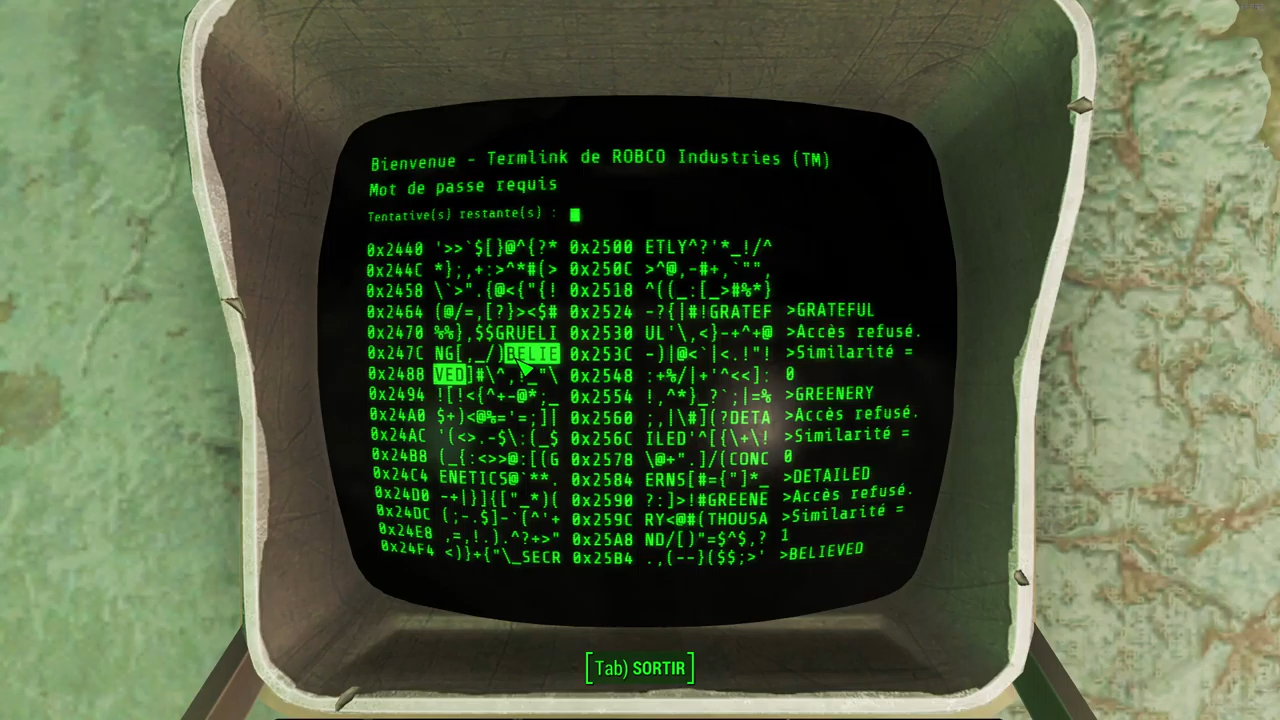 Bienvenue - Termlink de ROBCO Industries (TM)
Mot de passe requis
Tentative(s) restante(s) :
0x2440 '>>`$[}@^{?* 0x2500 ETLY^?'*_!/^
0x244C *};,+:>^*#(> 0x250C >^@,-#+,`"",
0x2458 \`>".{@<{"{! 0x2518 ^((_:[_>#%*}
0x2464 (@/=,[?}><$# 0x2524 -?{|#!GRATEF >GRATEFUL
0x2470 %%},$$GRUELI 0x2530 UL'\,<}-+^+@ >Accès refusé.
0x247C NG[,_/)BELIE 0x253C -)|@<`|<.!"! >Similarité =
0x2488 VED]#\^,!_"\ 0x2548 :+%/|+'^<<]: 0
0x2494 ![!<{^+-@*;_ 0x2554 !,^*}_?`;|=% >GREENERY
0x24A0 $+)<@%='=;]| 0x2560 ;,|\#](?DETA >Accès refusé.
0x24AC '(<>.-$\:(_$ 0x256C ILED'^[{\+\! >Similarité =
0x24B8 (_{:<>>@:[(G 0x2578 \@+".]/(CONC 0
0x24C4 ENETICS@`**. 0x2584 ERNS[#={"]*_ >DETAILED
0x24D0 -+|}]{["_*)( 0x2590 ?:]>!#GREENE >Accès refusé.
0x24DC (;-.$]-`{^'+ 0x259C RY<@#(THOUSA >Similarité =
0x24E8 ,=,!.).^?+>" 0x25A8 ND/[)"=$^$,? 1
0x24F4 <)}+{"\_SECR 0x25B4 .,(--}($$;>' >BELIEVED
Tab) SORTIR